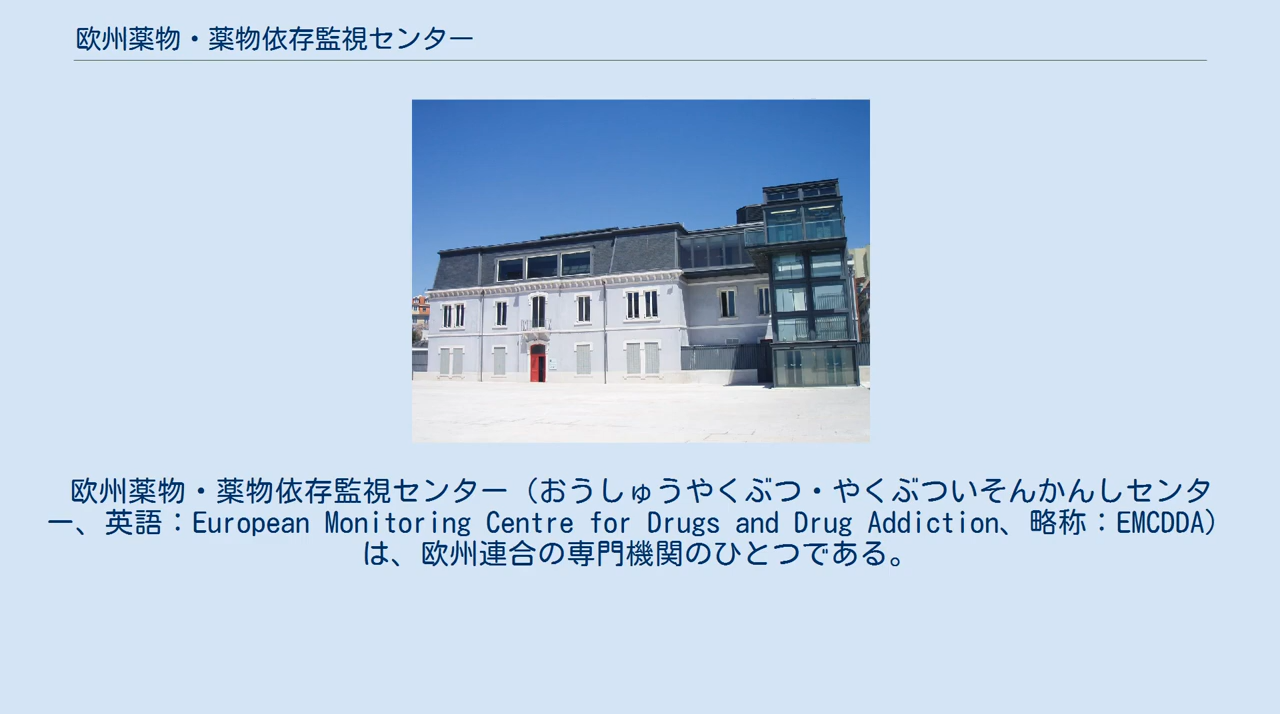 欧州薬物・薬物依存監視センター
欧州薬物・薬物依存監視センター（おうしゅうやくぶつ・やくぶついそんかんしセンタ
ー、英語：European Monitoring Centre for Drugs and Drug Addiction、略称：EMCDDA）
は、欧州連合の専門機関のひとつである。